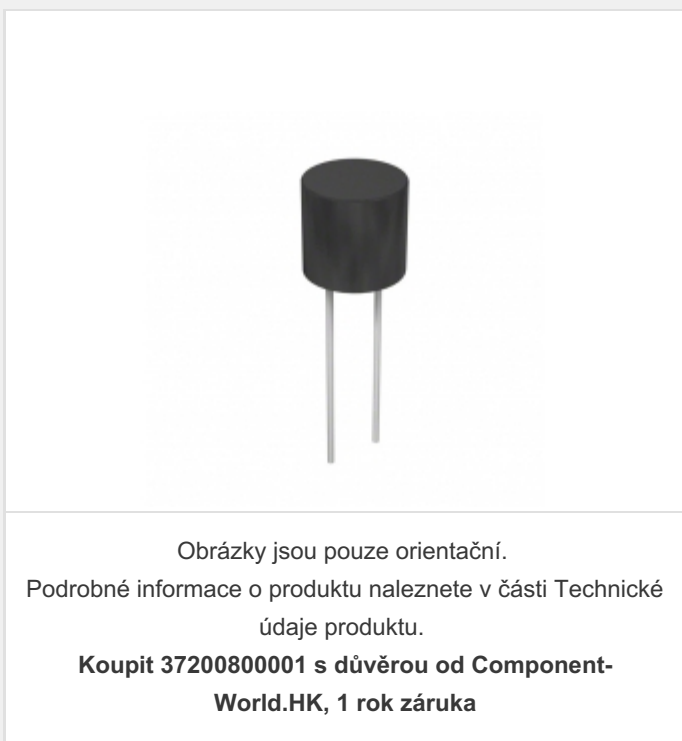 Obrázky jsou pouze orientační.
Podrobné informace o produktu naleznete v části Technické
údaje produktu.
Koupit 37200800001 s důvěrou od Component-
World.HK, 1 rok záruka